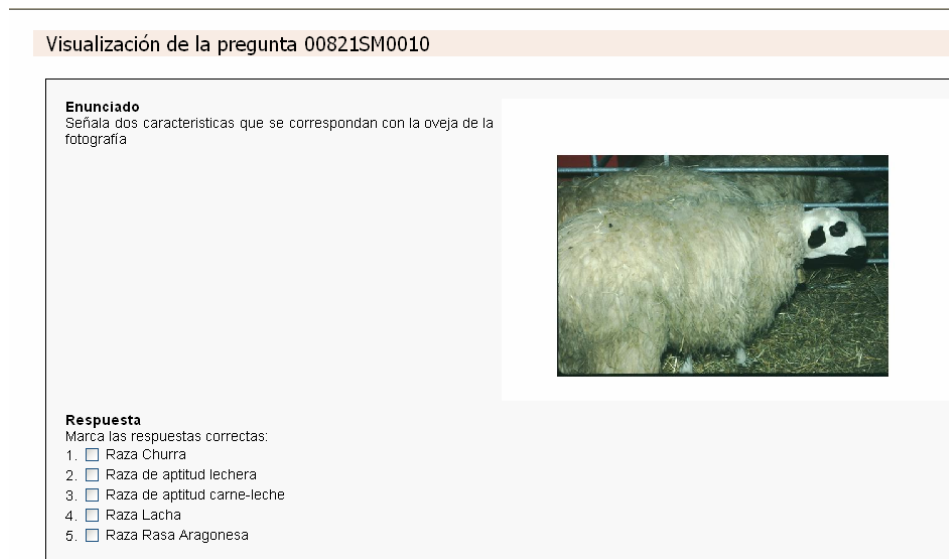 Visualización de la pregunta 00821SM0010
Enunciado
Señala dos caracteristicas que se correspondan con la oveja de la
fotografía
Respuesta
Marca las respuestas correctas:
1. Raza Churra
2. Raza de aptitud lechera
3. Raza de aptitud carne-leche
4. Raza Lacha
5. Raza Rasa Aragonesa